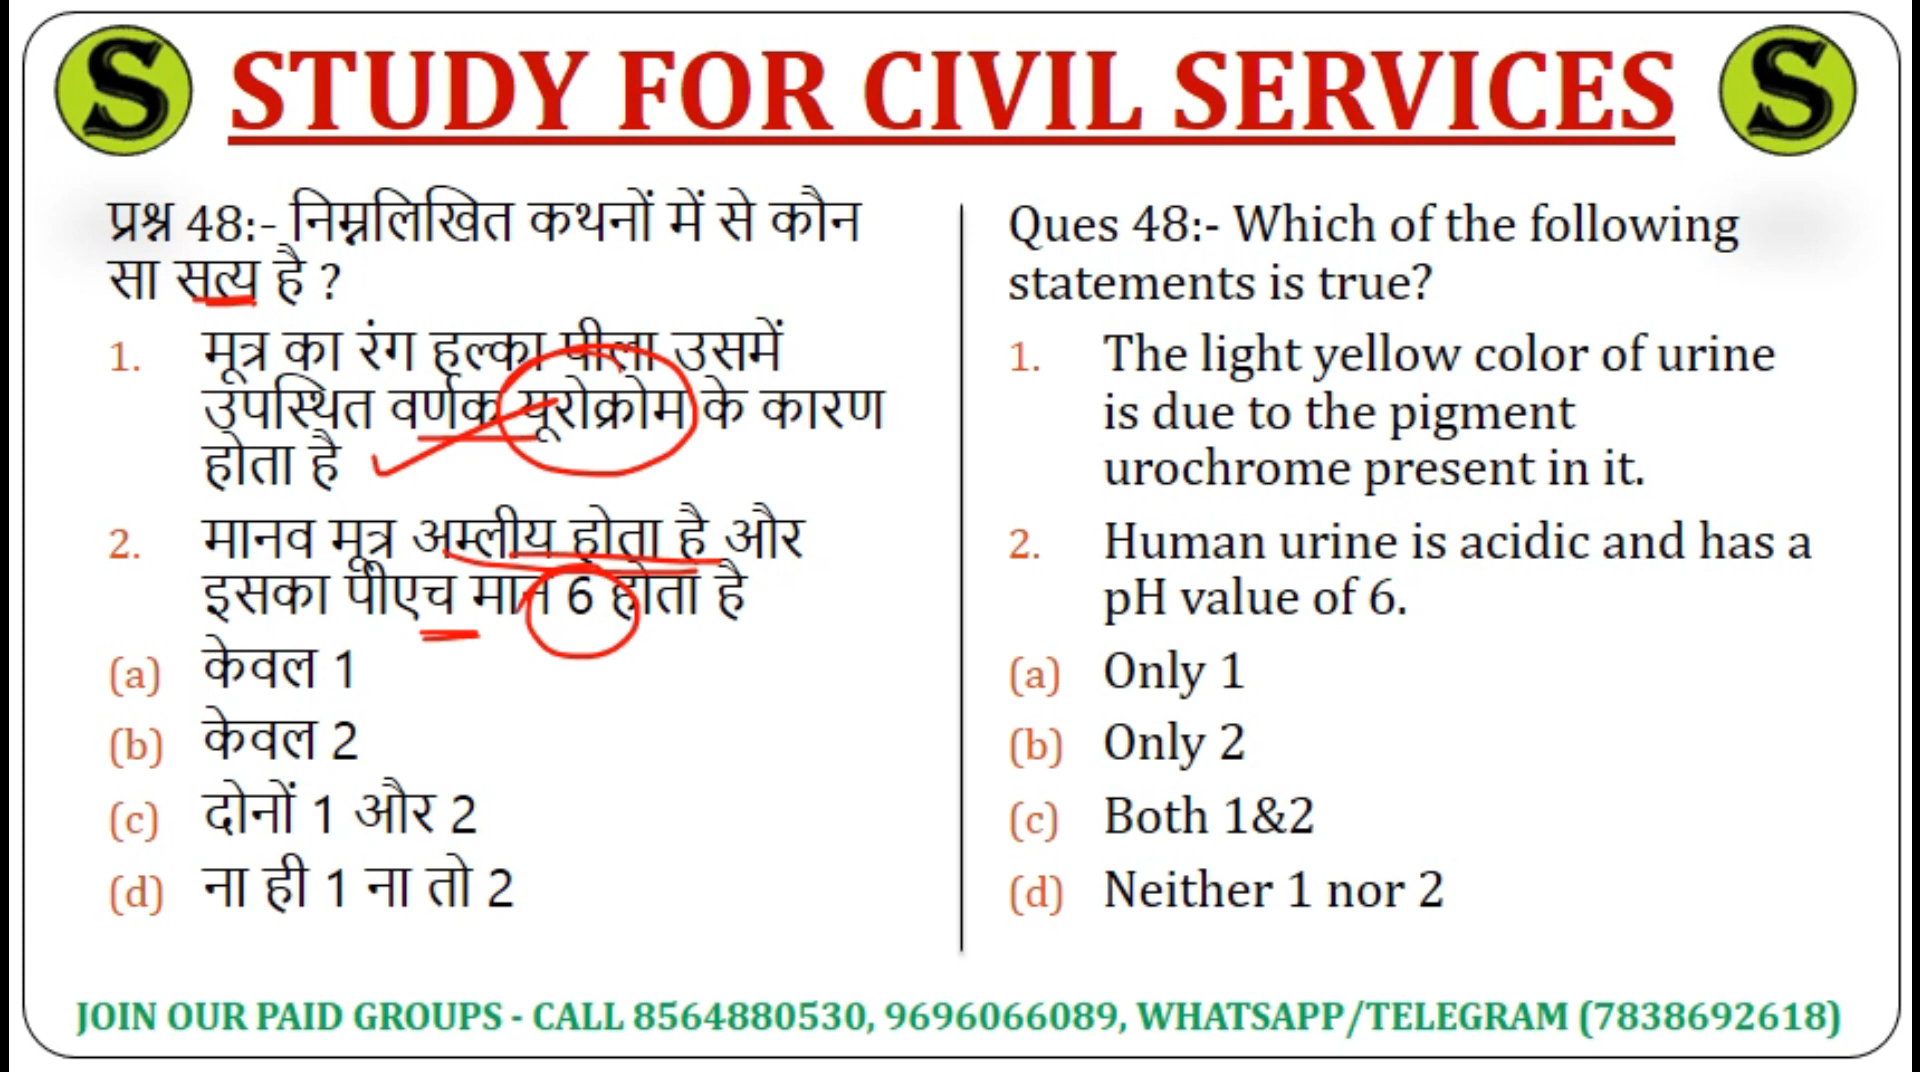 S STUDY FOR CIVIL SERVICES S
प्रश्न 48:- निम्नलिखित कथनों में से कौन
सा सत्य है ?
1. मूत्र का रंग हल्का पीला उसमें
उपस्थित वर्णक यूरोक्रोम के कारण
होता है
2. मानव मूत्र अम्लीय होता है और
इसका पीएच मान 6 होता है
(a) केवल 1
(b) केवल 2
(c) दोनों 1 और 2
(d) ना ही 1 ना तो 2
Ques 48:- Which of the following
statements is true?
1. The light yellow color of urine
is due to the pigment
urochrome present in it.
2. Human urine is acidic and has a
pH value of 6.
(a) Only 1
(b) Only 2
(c) Both 1&2
(d) Neither 1 nor 2
JOIN OUR PAID GROUPS - CALL 8564880530, 9696066089, WHATSAPP/TELEGRAM (7838692618)